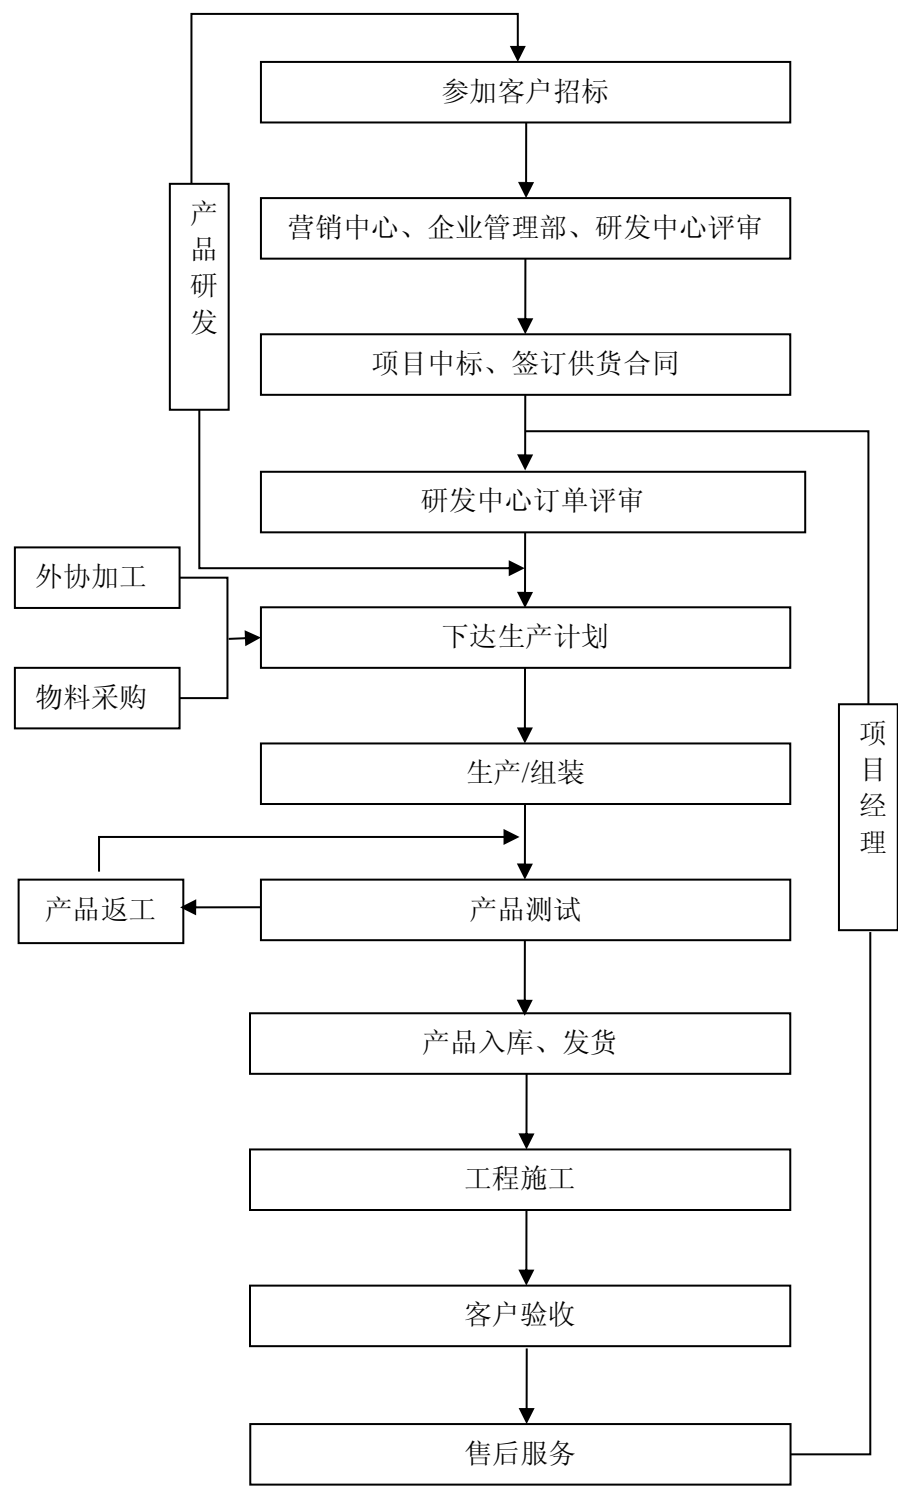 参加客户招标
产品研发
营销中心、企业管理部、研发中心评审
项目中标、签订供货合同
研发中心订单评审
外协加工
下达生产计划
物料采购
项目经理
生产/组装
产品返工
产品测试
产品入库、发货
工程施工
客户验收
售后服务